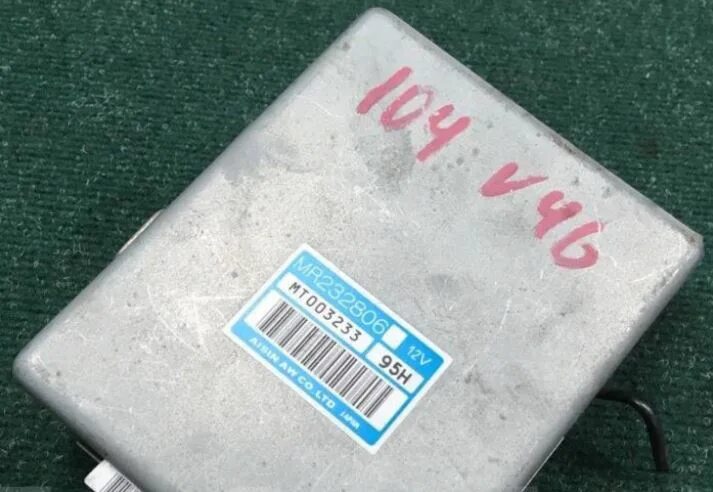 104 V46
MR232806
12V
MT003233
95H
AISIN AW CO.LTD JAPAN